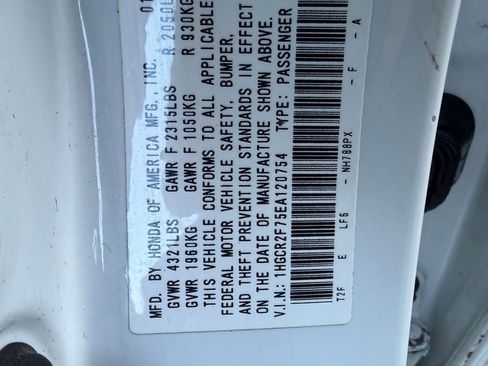 MFD. BY HONDA OF AMERICA MFG., INC. 01
GVWR 4321LBS GAWR F 2315LBS R 2050LB
GVWR 1960KG GAWR F 1050KG R 930KG
THIS VEHICLE CONFORMS TO ALL APPLICABLE
FEDERAL MOTOR VEHICLE SAFETY, BUMPER,
AND THEFT PREVENTION STANDARDS IN EFFECT
ON THE DATE OF MANUFACTURE SHOWN ABOVE.
V.I.N.: 1HGCR2F75EA120754 TYPE: PASSENGER
T2F E LF6 - NH788PX - F - A